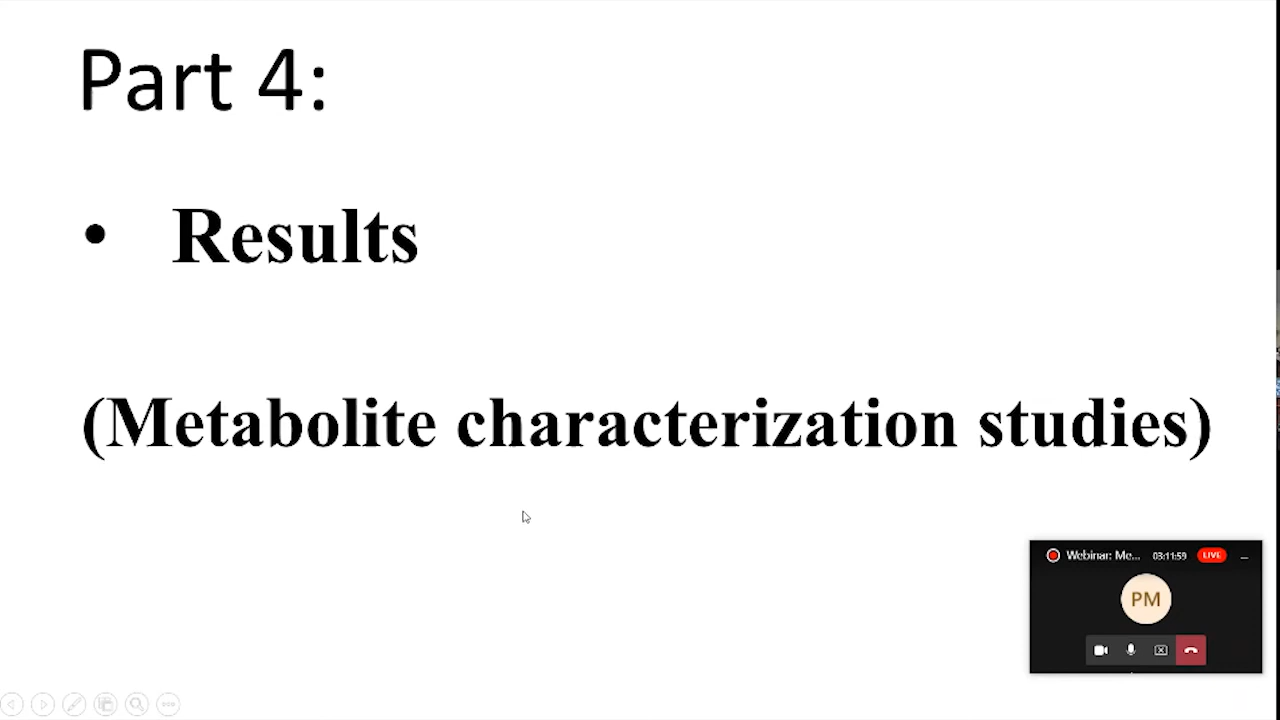 Part 4:
• Results
(Metabolite characterization studies)
Webinar: Me... 03:11:59 LIVE
PM